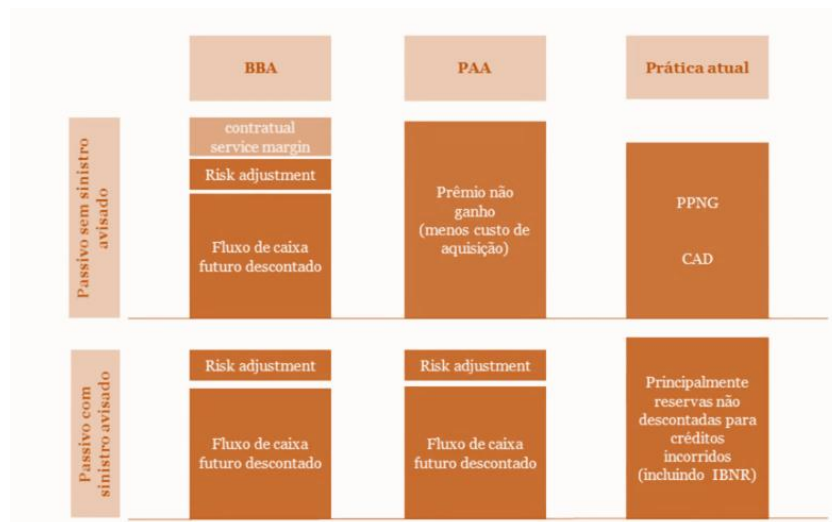 BBA
PAA
Prática atual
Passivo sem sinistro
avisado
contratual
service margin
Risk adjustment
Fluxo de caixa
futuro descontado
Prêmio não
ganho
(menos custo de
aquisição)
PPNG
CAD
Passivo com
sinistro avisado
Risk adjustment
Fluxo de caixa
futuro descontado
Risk adjustment
Fluxo de caixa
futuro descontado
Principalmente
reservas não
descontadas para
créditos
incorridos
(incluindo IBNR)